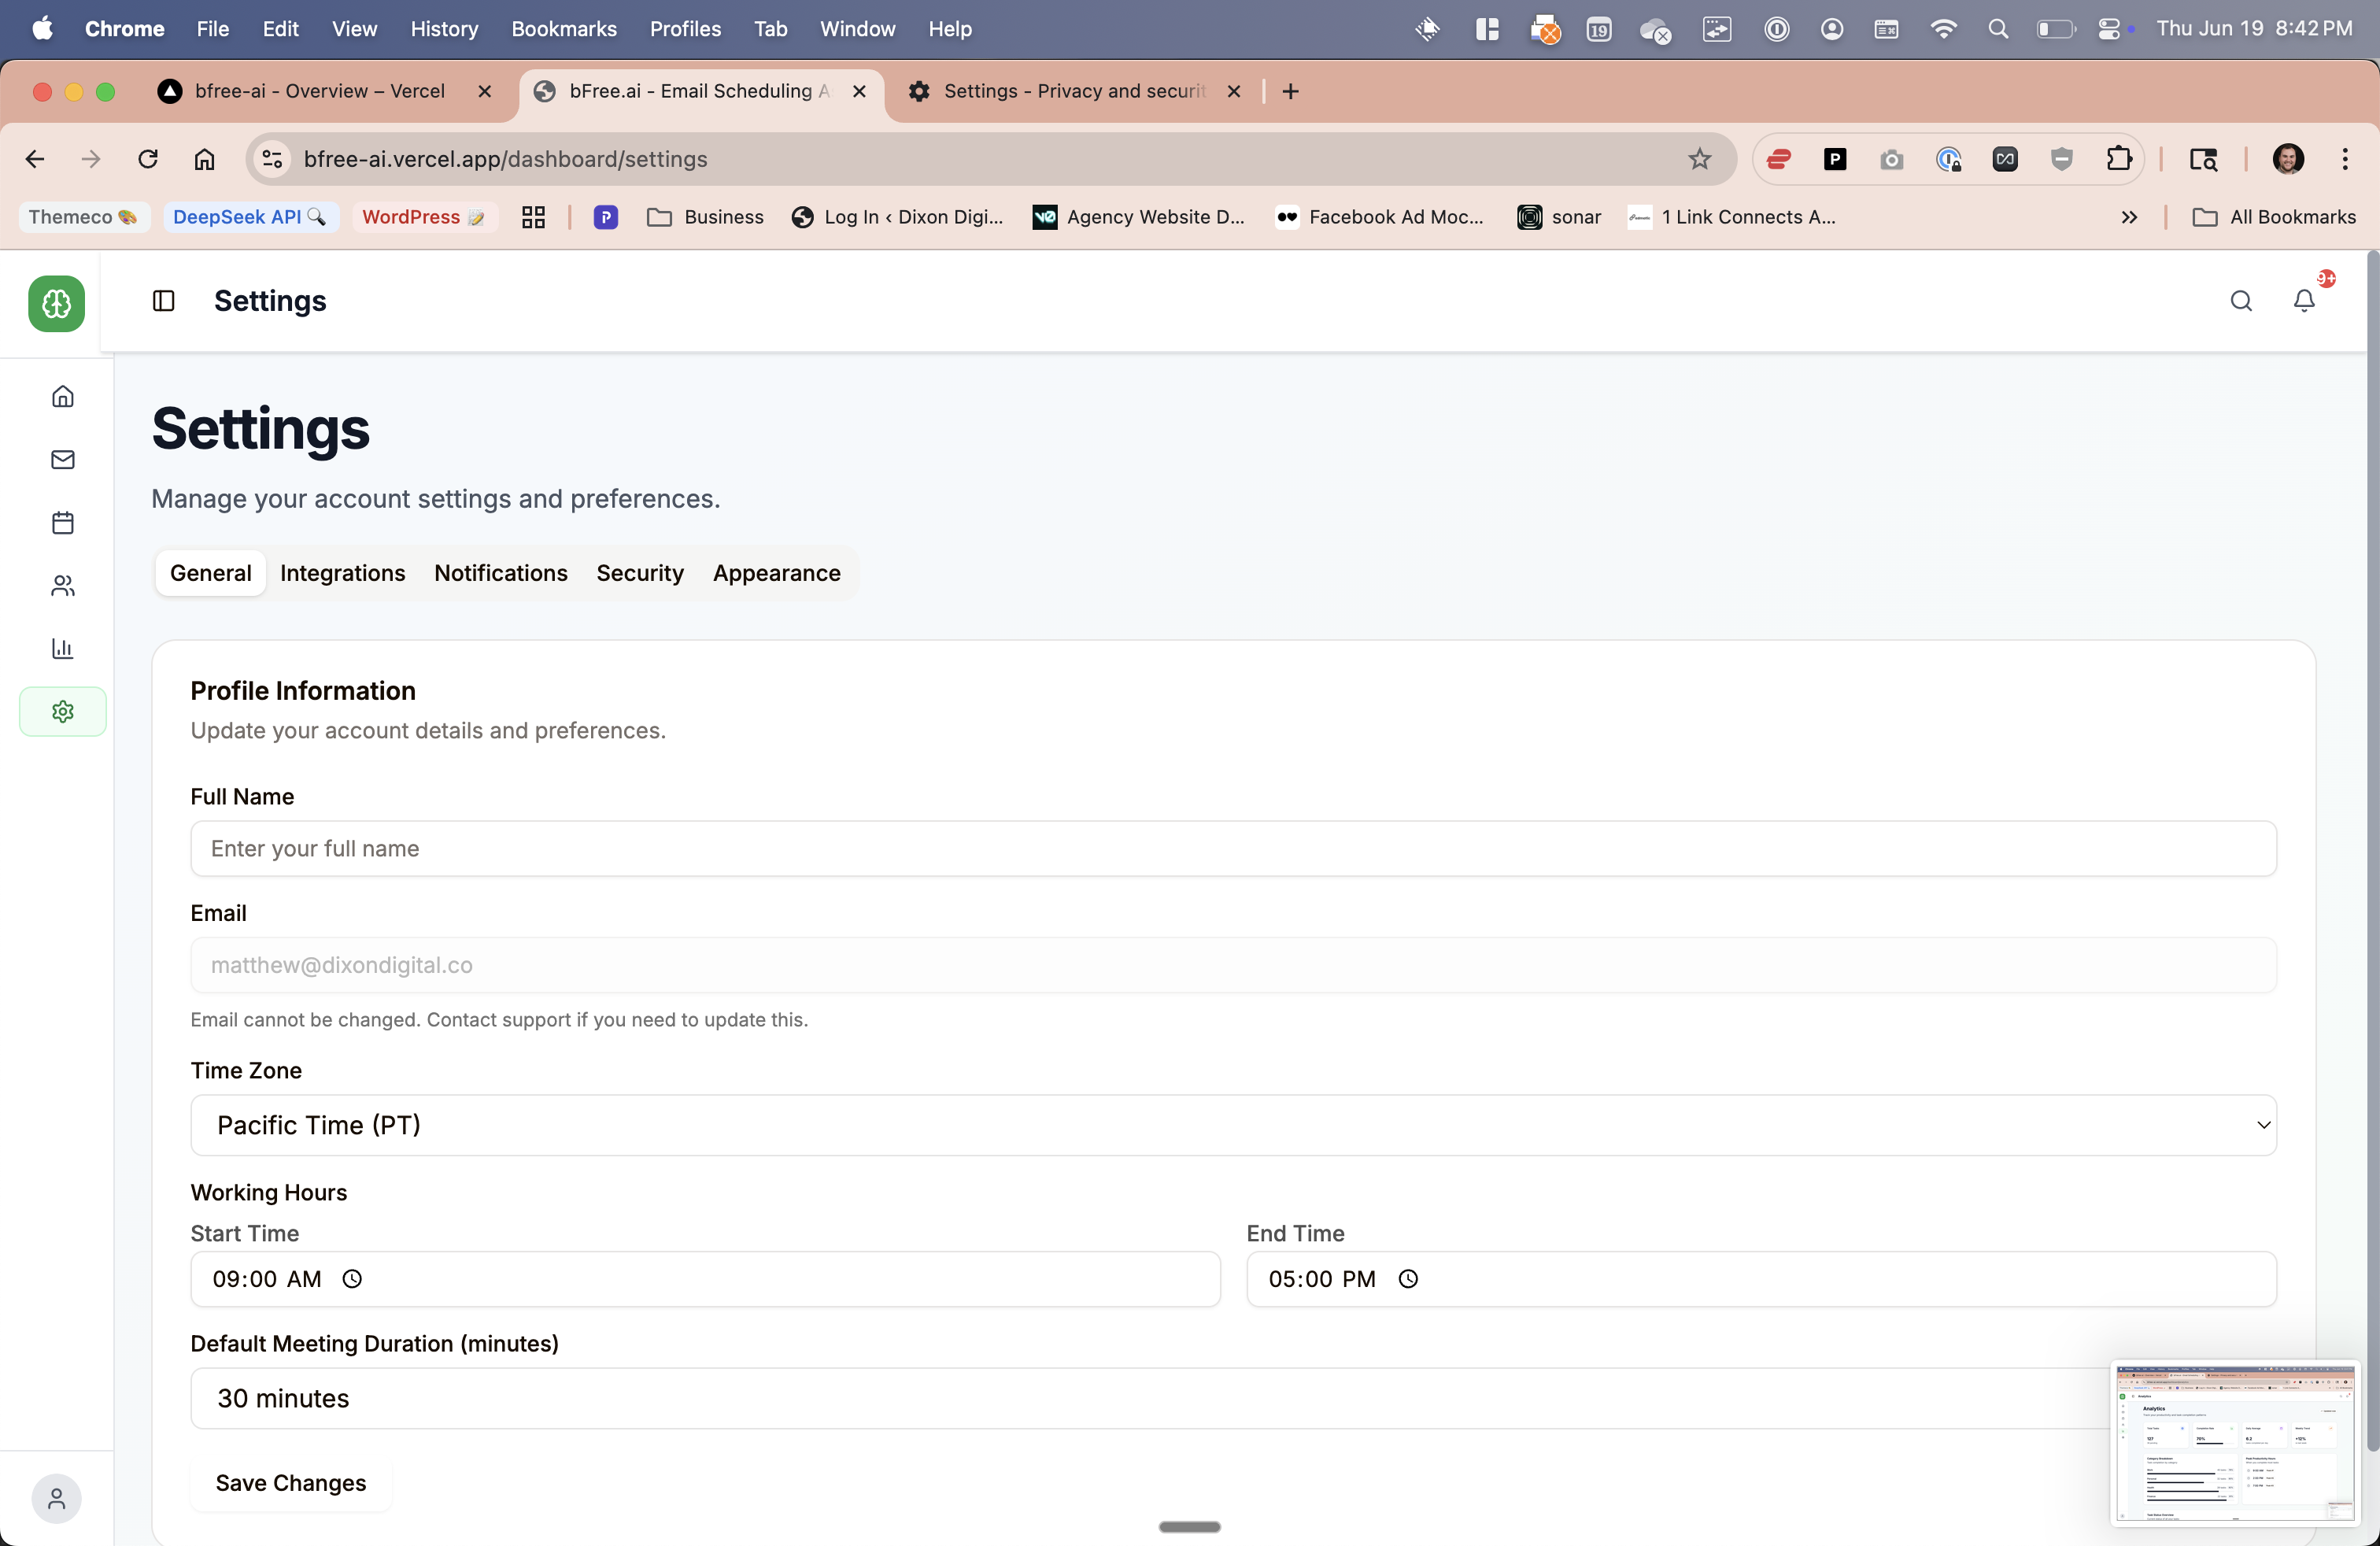 Chrome File Edit View History Bookmarks Profiles Tab Window Help 19 Thu Jun 19 8:42 PM
bfree-ai - Overview – Vercel bFree.ai - Email Scheduling A Settings - Privacy and securit
bfree-ai.vercel.app/dashboard/settings
Themeco 🎨 DeepSeek API 🔍 WordPress 📝 P Business Log In ‹ Dixon Digi... Agency Website D... Facebook Ad Moc... sonar 1 Link Connects A... » All Bookmarks
Settings 9+
Settings
Manage your account settings and preferences.
General Integrations Notifications Security Appearance
Profile Information
Update your account details and preferences.
Full Name
Enter your full name
Email
matthew@dixondigital.co
Email cannot be changed. Contact support if you need to update this.
Time Zone
Pacific Time (PT)
Working Hours
Start Time End Time
09:00 AM 05:00 PM
Default Meeting Duration (minutes)
30 minutes
Analytics
Save Changes